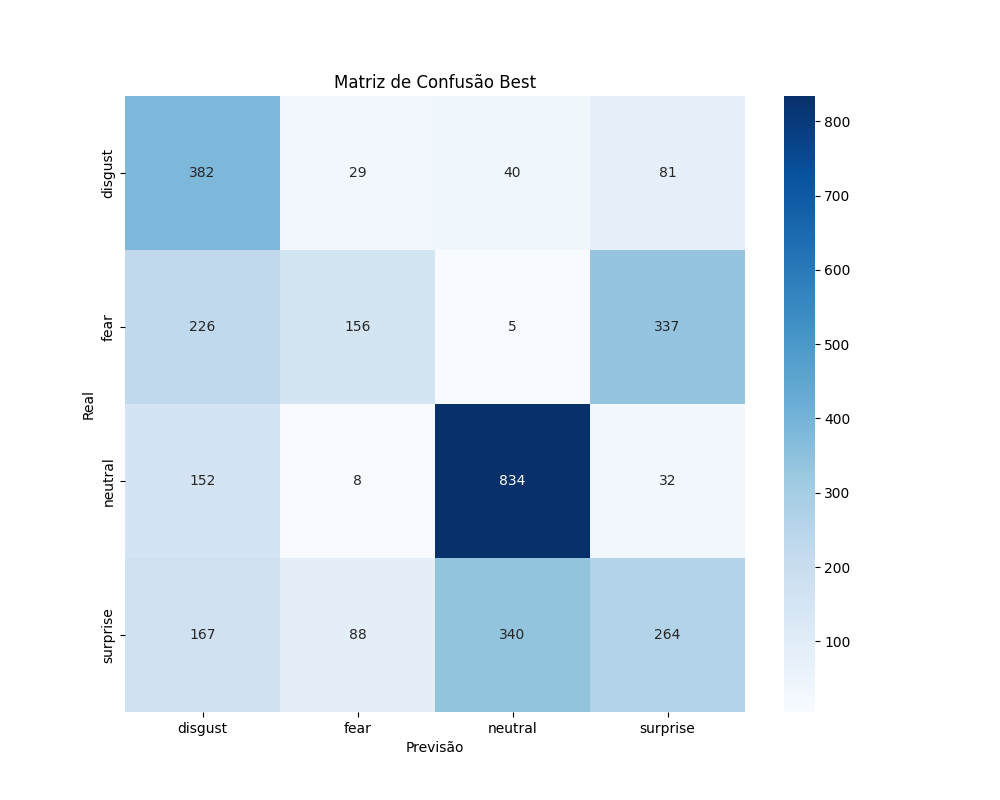 Matriz de Confusão Best
disgust 382 29 40 81
fear 226 156 5 337
neutral 152 8 834 32
surprise 167 88 340 264
disgust fear neutral surprise
Previsão
Real
800
700
600
500
400
300
200
100